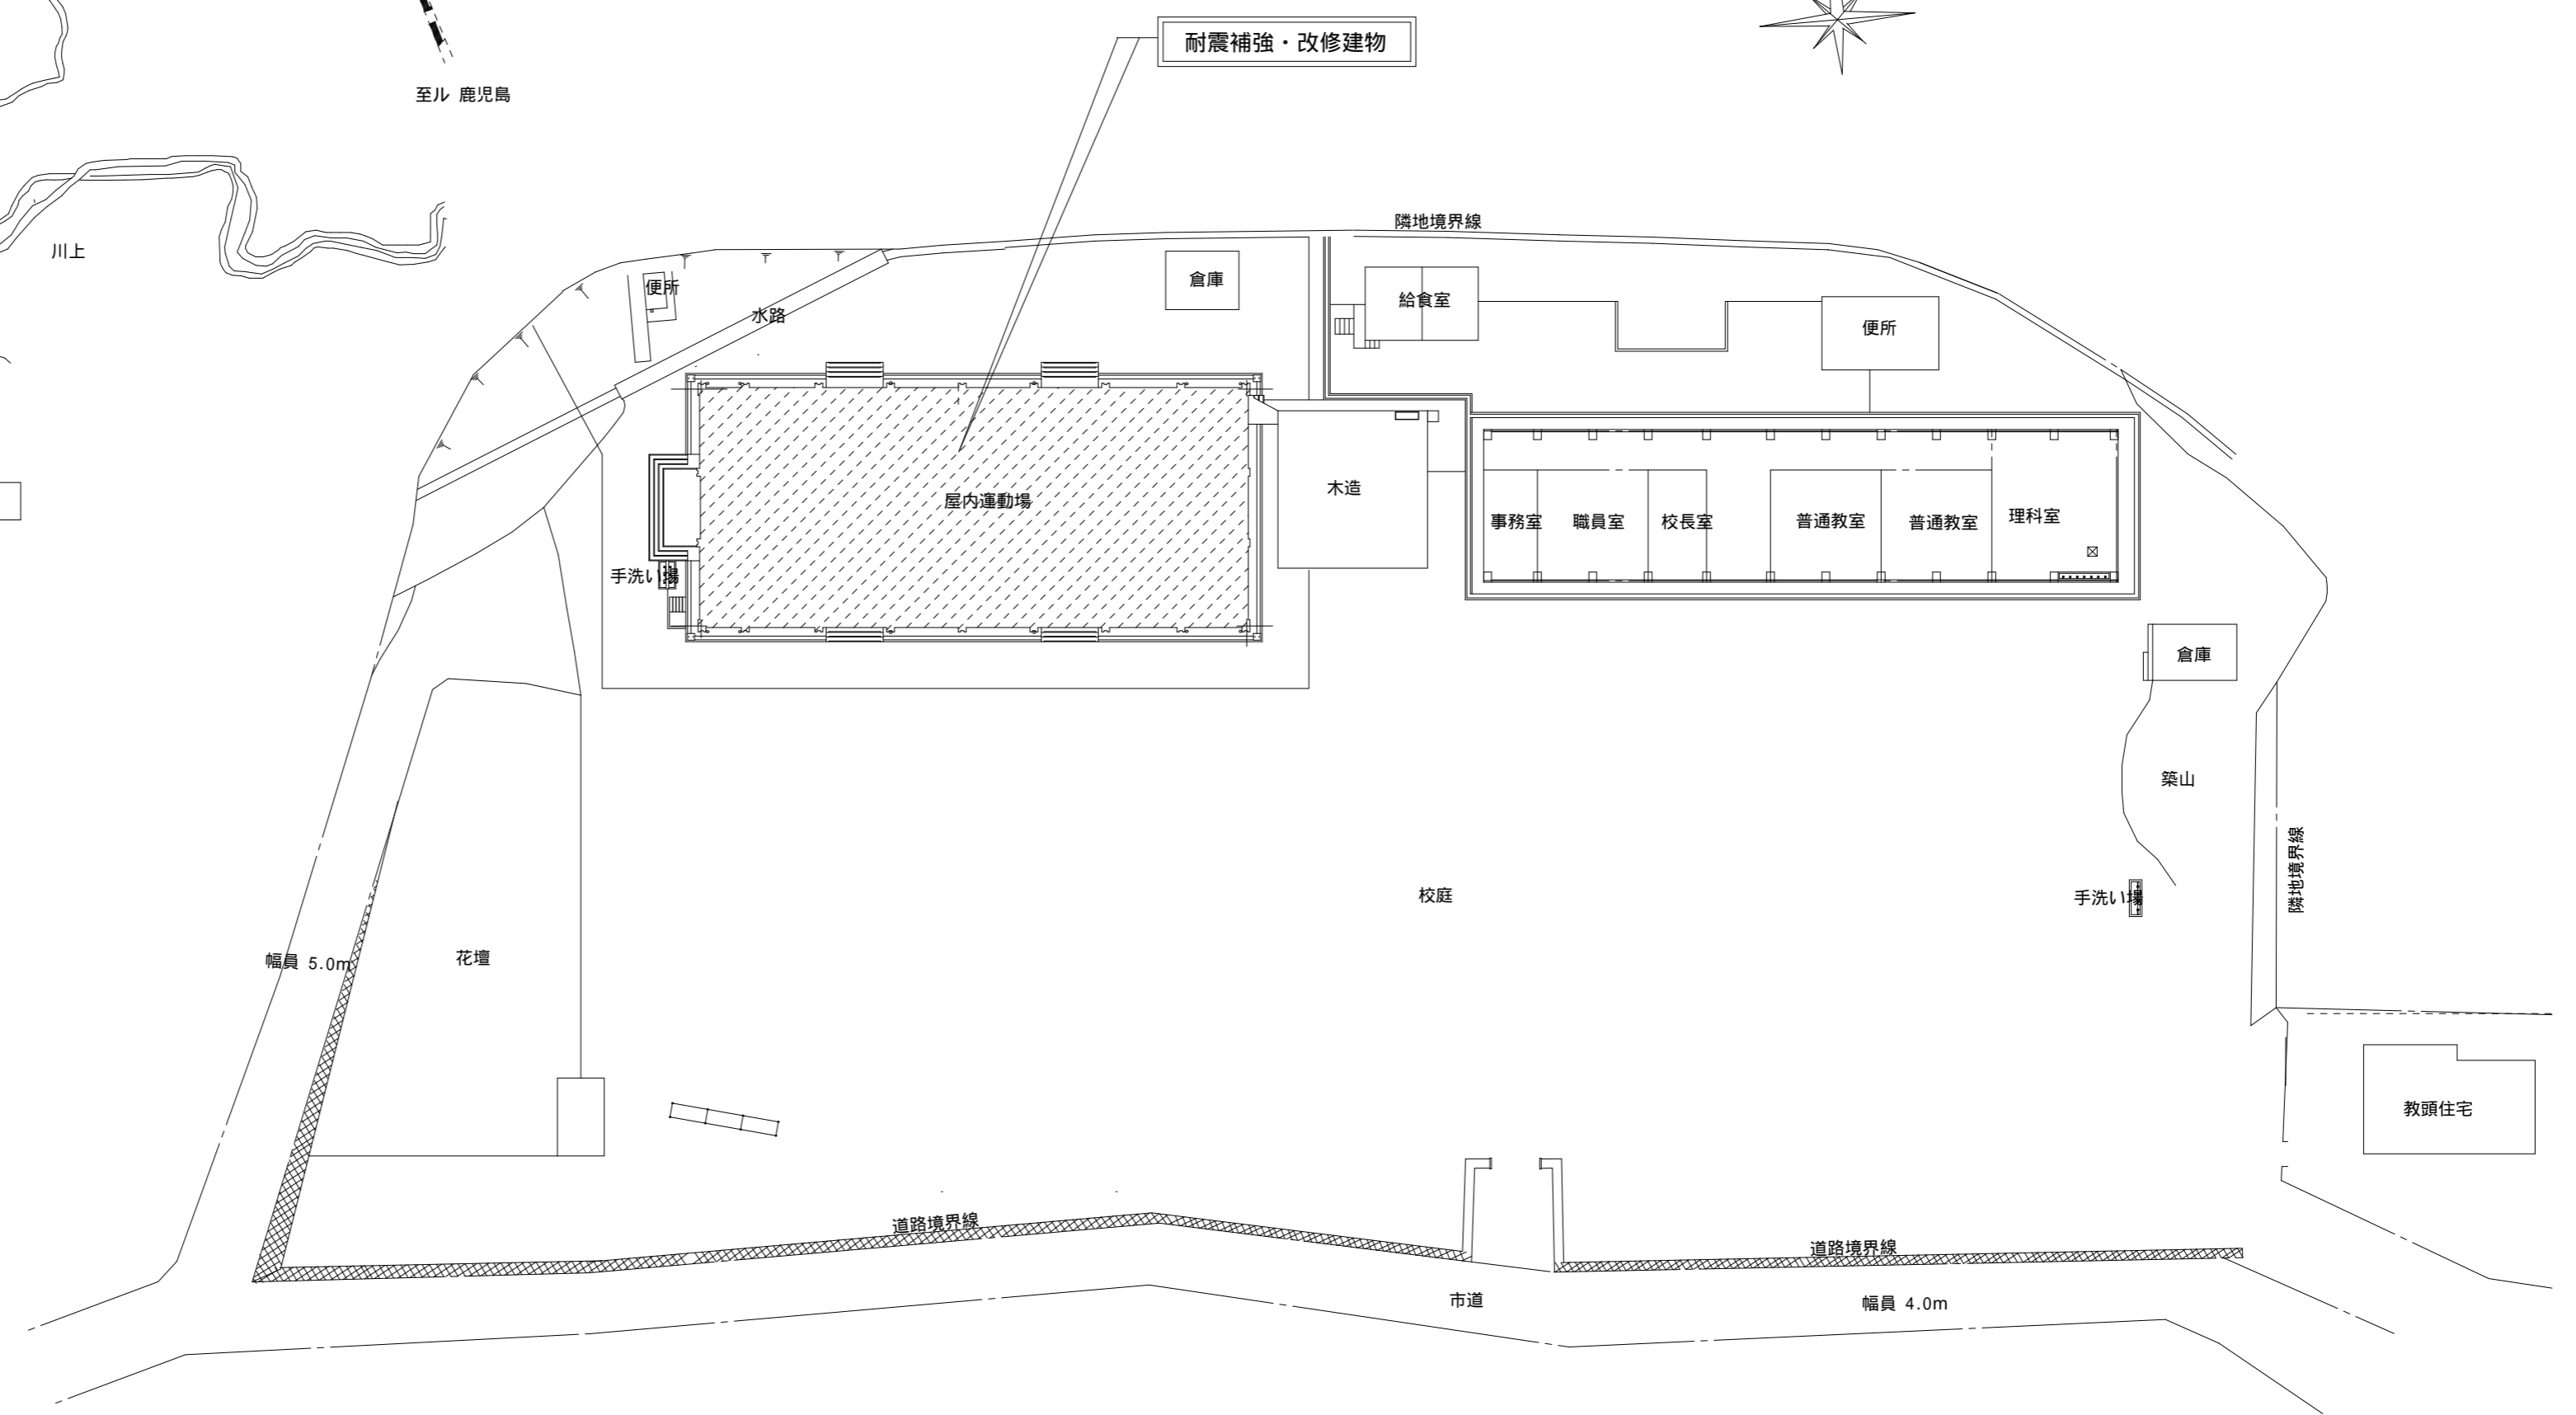 耐震補強・改修建物
至ル 鹿児島
隣地境界線
川上
倉庫
便所
給食室
水路
便所
木造
屋内運動場
事務室
職員室
校長室
普通教室
普通教室
理科室
手洗い場
倉庫
築山
隣地境界線
校庭
手洗い場
幅員 5.0m
花壇
教頭住宅
道路境界線
道路境界線
市道
幅員 4.0m